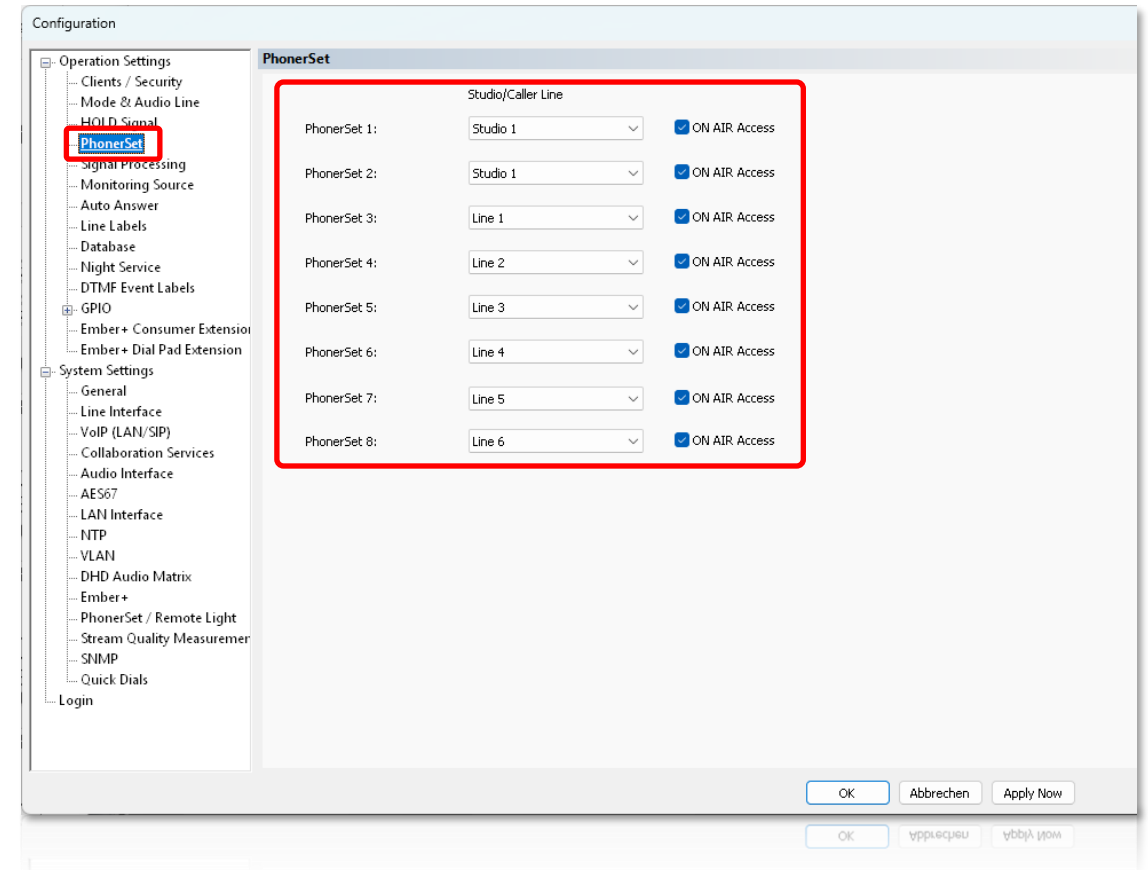 Configuration
Operation Settings
Clients / Security
Mode & Audio Line
HOLD Signal
PhonerSet
Signal Processing
Monitoring Source
Auto Answer
Line Labels
Database
Night Service
DTMF Event Labels
GPIO
Ember+ Consumer Extensio
Ember+ Dial Pad Extension
System Settings
General
Line Interface
VoIP (LAN/SIP)
Collaboration Services
Audio Interface
AES67
LAN Interface
NTP
VLAN
DHD Audio Matrix
Ember+
PhonerSet / Remote Light
Stream Quality Measuremer
SNMP
Quick Dials
Login
PhonerSet
Studio/Caller Line
PhonerSet 1: Studio 1 ON AIR Access
PhonerSet 2: Studio 1 ON AIR Access
PhonerSet 3: Line 1 ON AIR Access
PhonerSet 4: Line 2 ON AIR Access
PhonerSet 5: Line 3 ON AIR Access
PhonerSet 6: Line 4 ON AIR Access
PhonerSet 7: Line 5 ON AIR Access
PhonerSet 8: Line 6 ON AIR Access
OK Abbrechen Apply Now
OK Abbrechen Apply Now